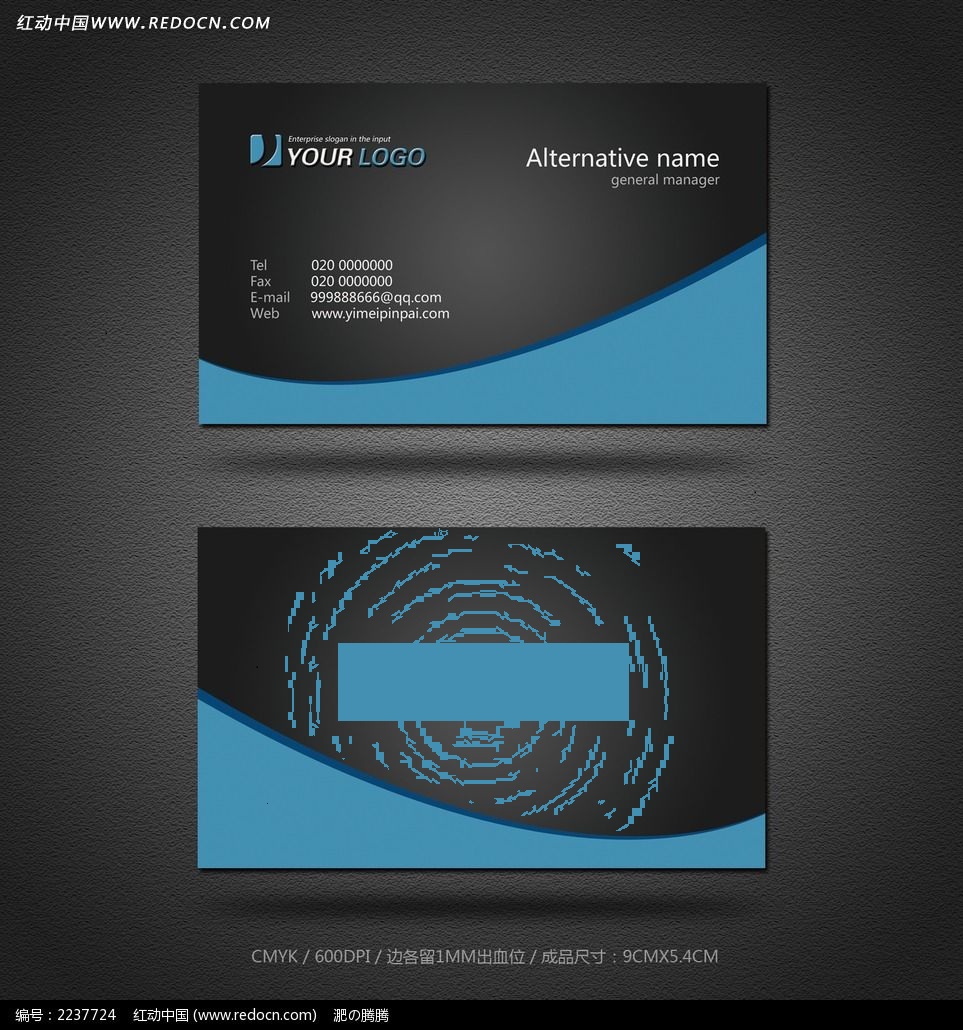 红动中国WWW.REDOCN.COM
Enterprise slogan in the input
YOUR LOGO
Alternative name
general manager
Tel 020 0000000
Fax 020 0000000
E-mail 999888666@qq.com
Web www.yimeipinpai.com
CMYK / 600DPI / 边各留1MM出血位 / 成品尺寸：9CMX5.4CM
编号：2237724 红动中国 (www.redocn.com) 淝の腾腾